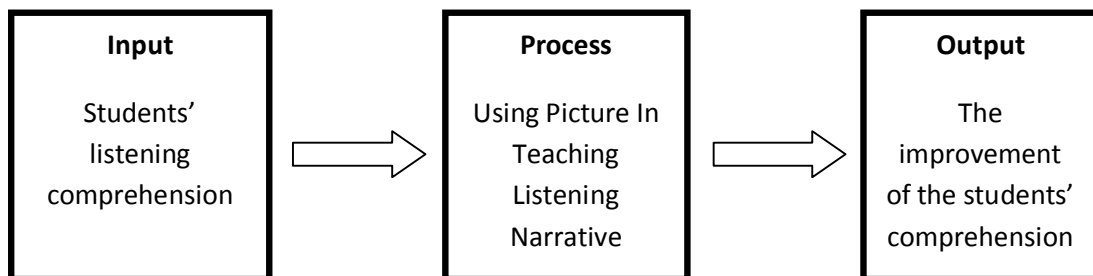 Input
Students’
listening
comprehension
Process
Using Picture In
Teaching
Listening
Narrative
Output
The
improvement
of the students’
comprehension